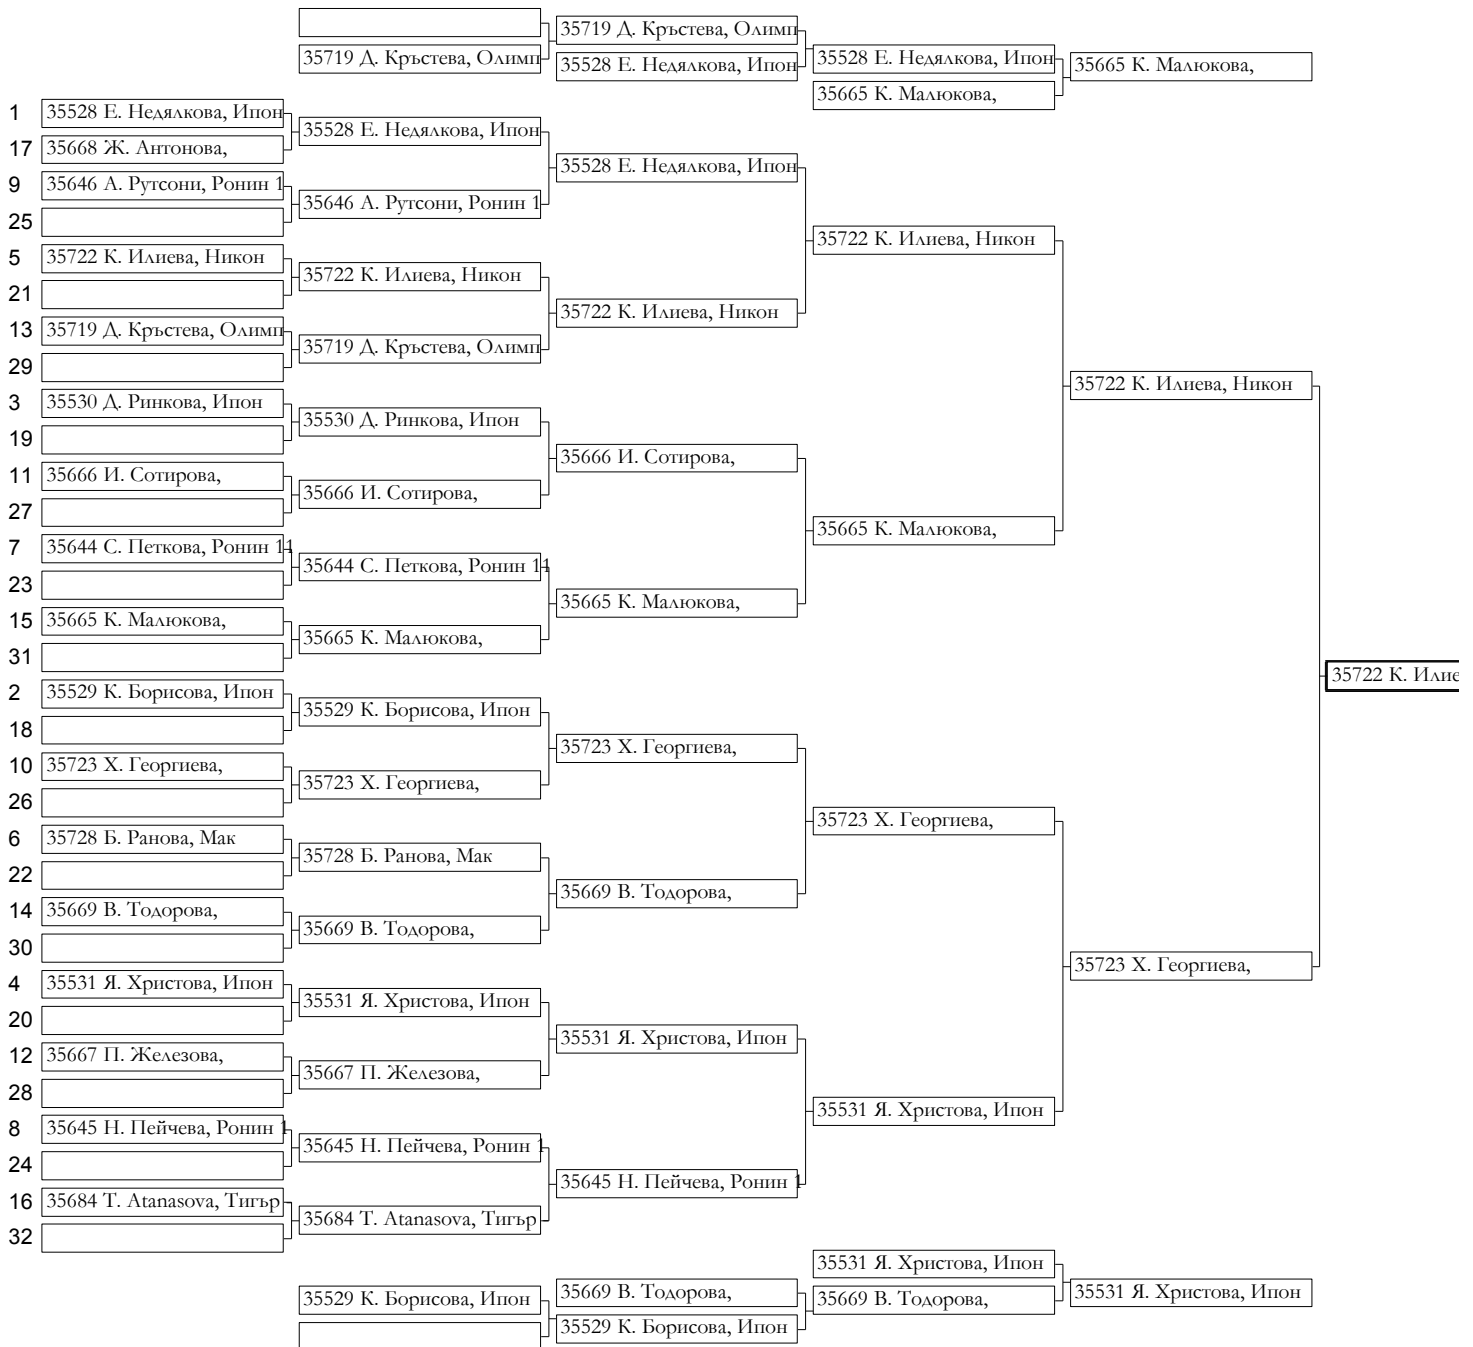 35719 Д. Кръстева, Олимп
35719 Д. Кръстева, Олимп
35528 Е. Недялкова, Ипон
35528 Е. Недялкова, Ипон
35665 К. Малюкова,
35665 К. Малюкова,
1 35528 Е. Недялкова, Ипон
17 35668 Ж. Антонова,
9 35646 А. Рутсони, Ронин 1
25
5 35722 К. Илиева, Никон
21
13 35719 Д. Кръстева, Олимп
29
3 35530 Д. Ринкова, Ипон
19
11 35666 И. Сотирова,
27
7 35644 С. Петкова, Ронин 11
23
15 35665 К. Малюкова,
31
2 35529 К. Борисова, Ипон
18
10 35723 Х. Георгиева,
26
6 35728 Б. Ранова, Мак
22
14 35669 В. Тодорова,
30
4 35531 Я. Христова, Ипон
20
12 35667 П. Железова,
28
8 35645 Н. Пейчева, Ронин 1
24
16 35684 Т. Atanasova, Тигър
32
35528 Е. Недялкова, Ипон
35646 А. Рутсони, Ронин 1
35722 К. Илиева, Никон
35719 Д. Кръстева, Олимп
35530 Д. Ринкова, Ипон
35666 И. Сотирова,
35644 С. Петкова, Ронин 11
35665 К. Малюкова,
35529 К. Борисова, Ипон
35723 Х. Георгиева,
35728 Б. Ранова, Мак
35669 В. Тодорова,
35531 Я. Христова, Ипон
35667 П. Железова,
35645 Н. Пейчева, Ронин 1
35684 Т. Atanasova, Тигър
35528 Е. Недялкова, Ипон
35722 К. Илиева, Никон
35666 И. Сотирова,
35665 К. Малюкова,
35723 Х. Георгиева,
35669 В. Тодорова,
35531 Я. Христова, Ипон
35645 Н. Пейчева, Ронин 1
35722 К. Илиева, Никон
35665 К. Малюкова,
35723 Х. Георгиева,
35531 Я. Христова, Ипон
35722 К. Илиева, Никон
35723 Х. Георгиева,
35722 К. Илие
35529 К. Борисова, Ипон
35669 В. Тодорова,
35529 К. Борисова, Ипон
35531 Я. Христова, Ипон
35669 В. Тодорова,
35531 Я. Христова, Ипон